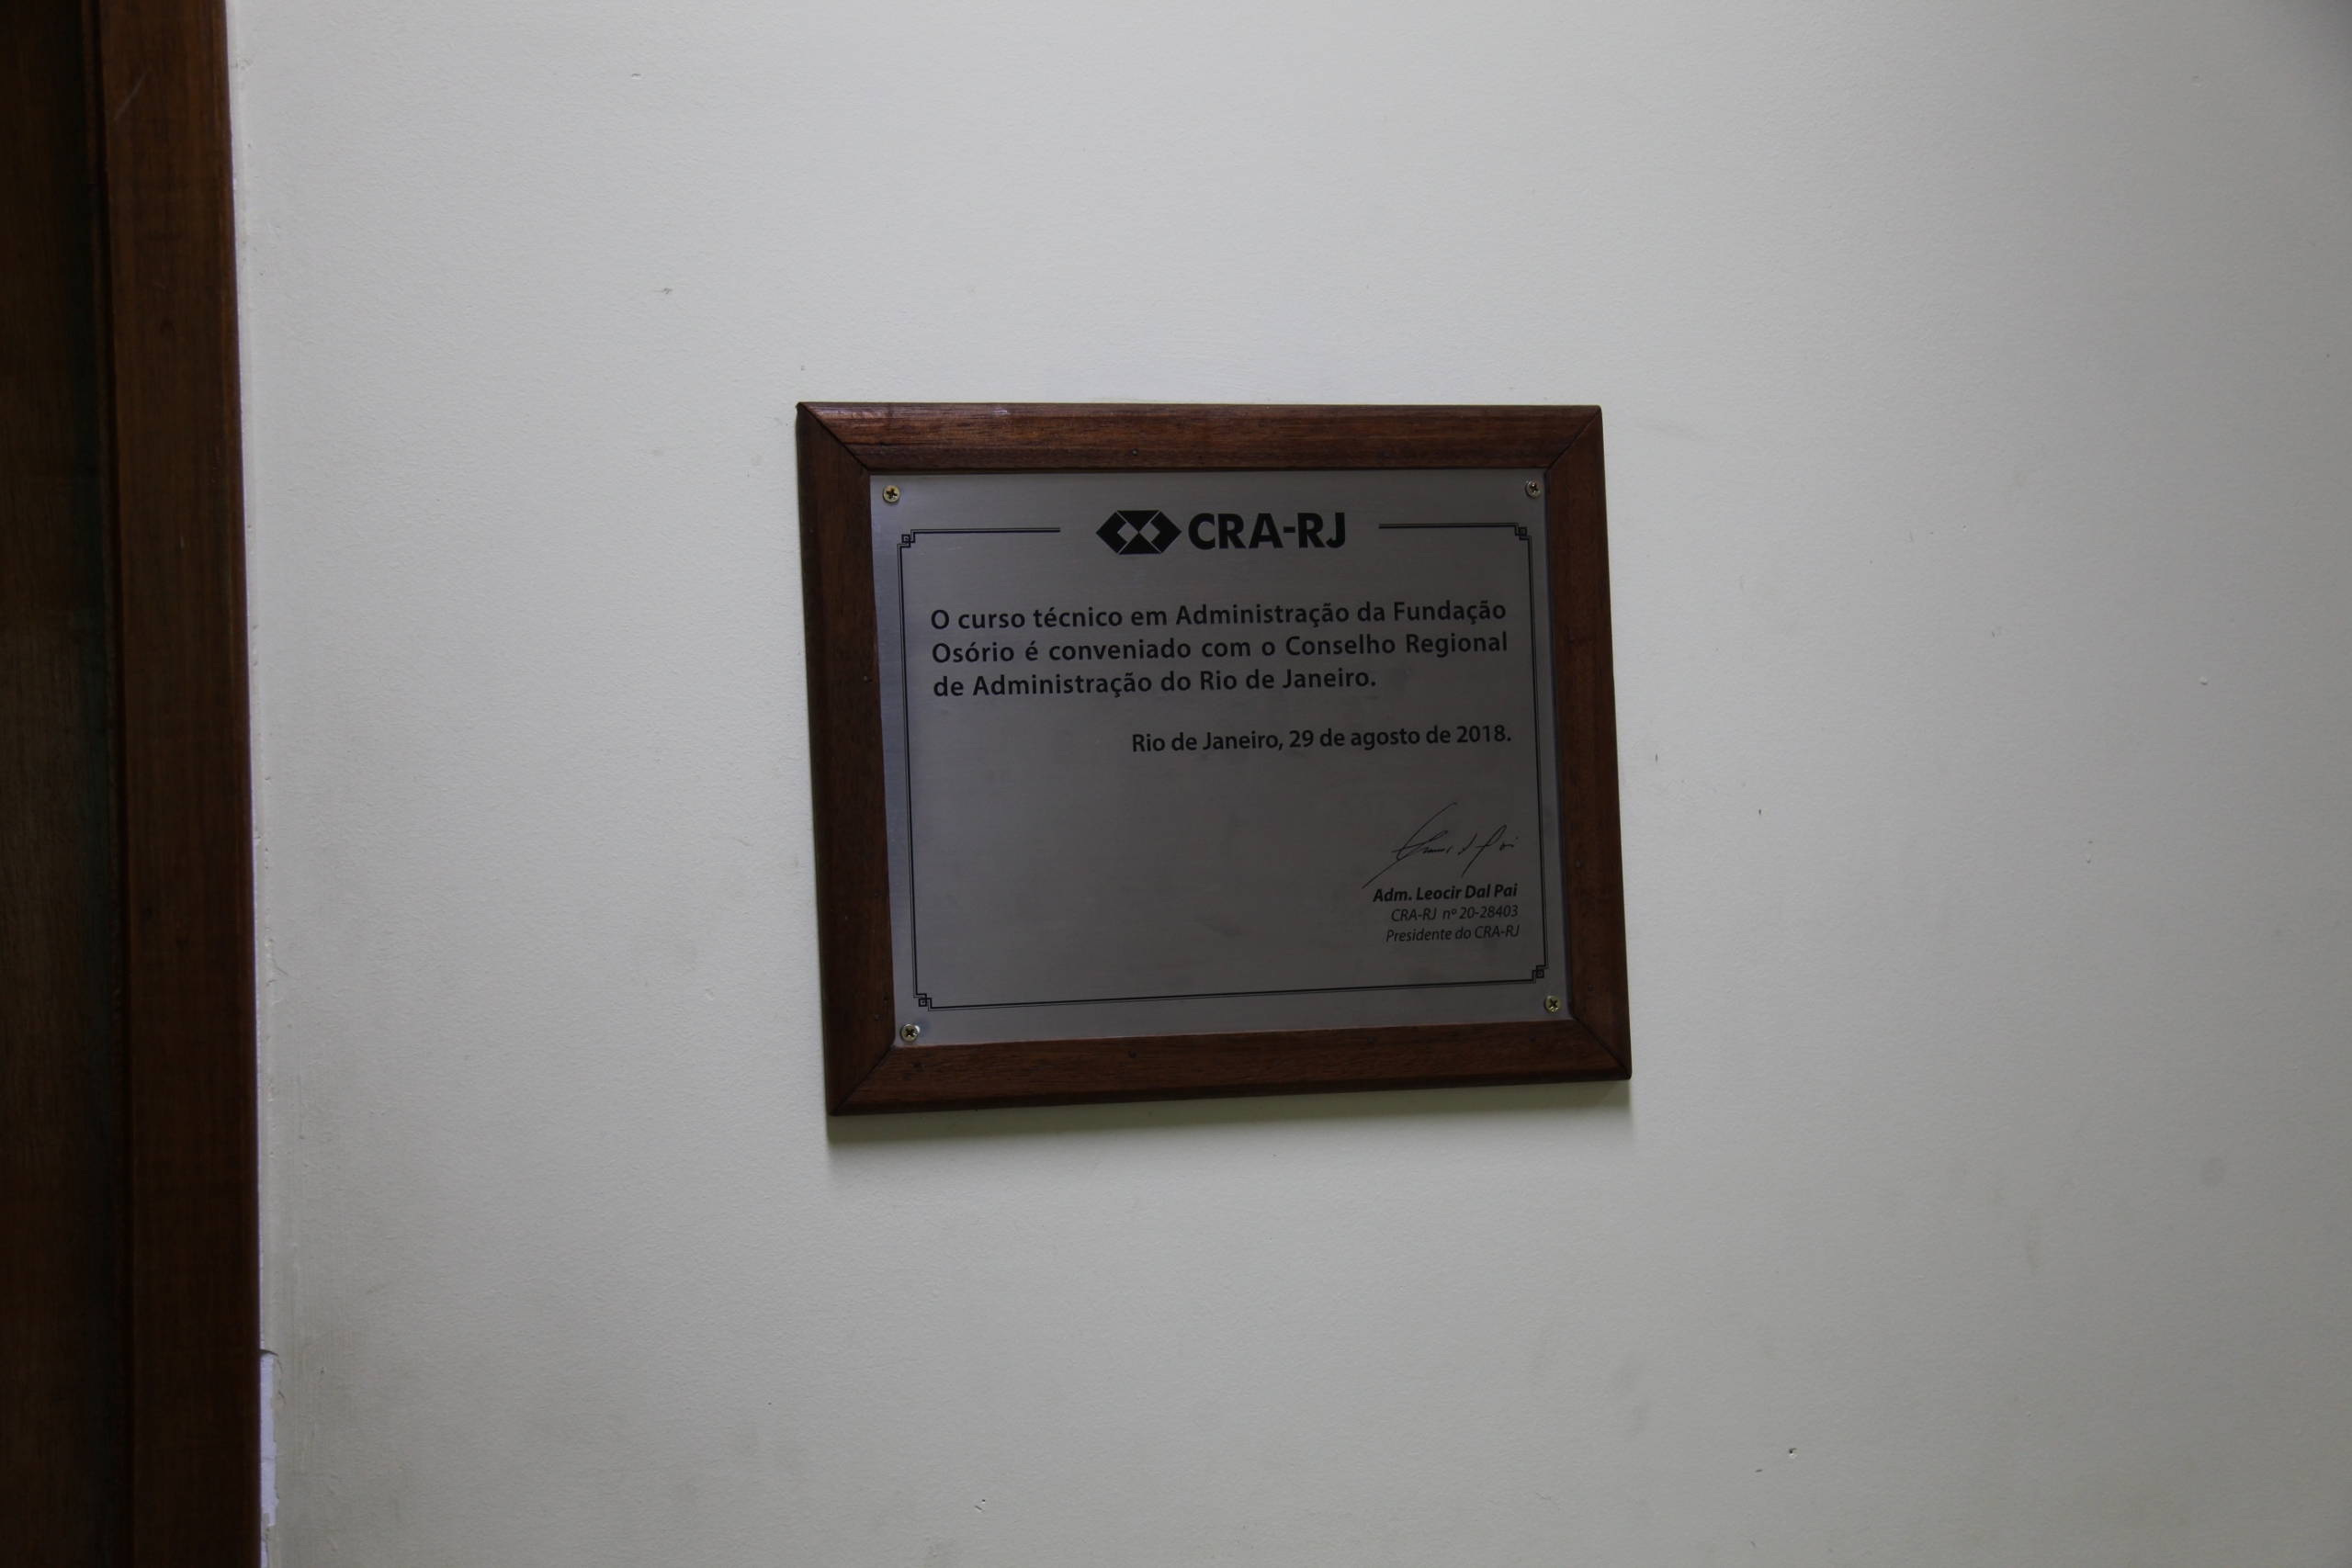 CRA-RJ
O curso técnico em Administração da Fundação
Osório é conveniado com o Conselho Regional
de Administração do Rio de Janeiro.
Rio de Janeiro, 29 de agosto de 2018.
Adm. Leocir Dal Pai
CRA-RJ nº 20-28403
Presidente do CRA-RJ